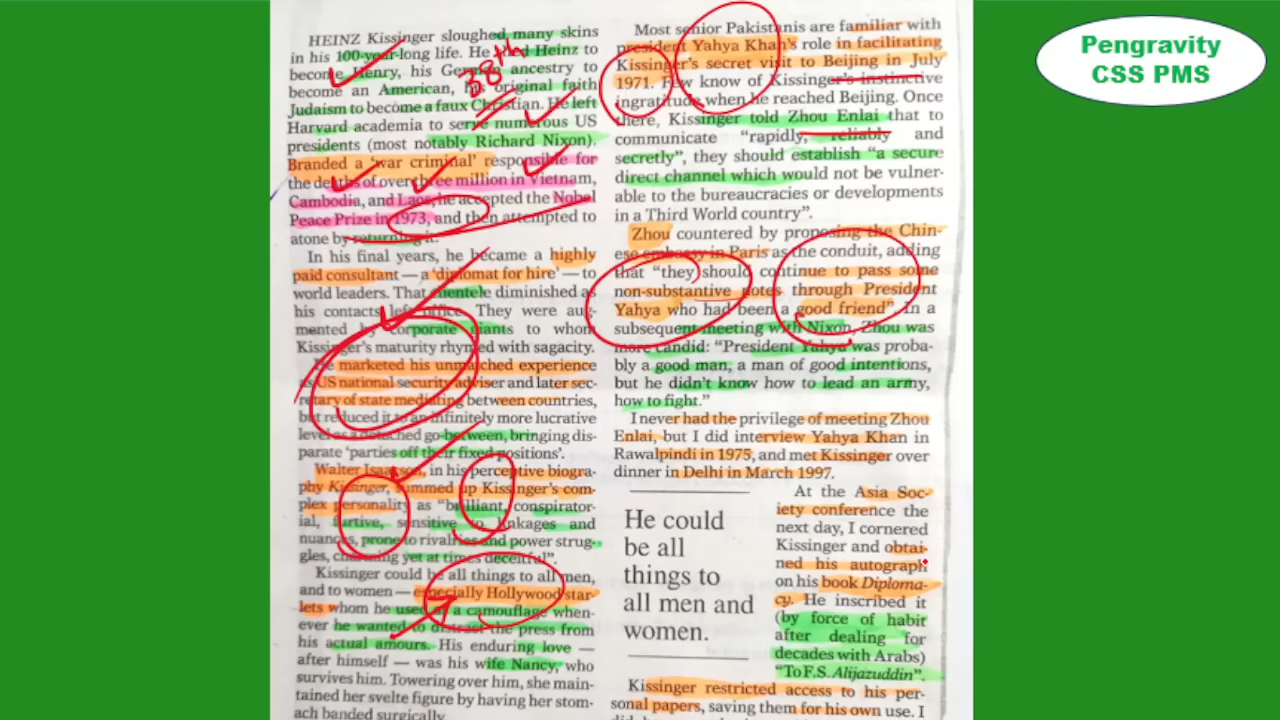 HEINZ Kissinger sloughed many skins
in his 100-year-long life. He left Heinz to
become Henry, his German ancestry to
become an American, his original faith
Judaism to become a faux Christian. He left
Harvard academia to serve numerous US
presidents (most notably Richard Nixon).
Branded a 'war criminal' responsible for
the deaths of over three million in Vietnam,
Cambodia, and Laos, he accepted the Nobel
Peace Prize in 1973, and then attempted to
atone by returning it.
In his final years, he became a highly
paid consultant — a 'diplomat for hire' — to
world leaders. That clientele diminished as
his contacts left office. They were aug-
mented by corporate giants to whom
Kissinger's maturity rhymed with sagacity.
He marketed his unmatched experience
as US national security adviser and later sec-
retary of state mediating between countries,
but reduced it to an infinitely more lucrative
level as a detached go-between, bringing dis-
parate 'parties off their fixed positions'.
Walter Isaacson, in his perceptive biogra-
phy Kissinger, summed up Kissinger's com-
plex personality as "brilliant, conspirator-
ial, furtive, sensitive to linkages and
nuances, prone to rivalries and power strug-
gles, charming yet at times deceitful".
Kissinger could be all things to all men,
and to women — especially Hollywood star-
lets whom he used as a camouflage when-
ever he wanted to distract the press from
his actual amours. His enduring love —
after himself — was his wife Nancy, who
survives him. Towering over him, she main-
tained her svelte figure by having her stom-
ach banded surgically
38th
Most senior Pakistanis are familiar with
president Yahya Khan's role in facilitating
Kissinger's secret visit to Beijing in July
1971. Few know of Kissinger's instinctive
ingratitude when he reached Beijing. Once
there, Kissinger told Zhou Enlai that to
communicate "rapidly, reliably and
secretly", they should establish "a secure
direct channel which would not be vulner-
able to the bureaucracies or developments
in a Third World country".
Zhou countered by proposing the Chin-
ese embassy in Paris as the conduit, adding
that "they should continue to pass some
non-substantive notes through President
Yahya who had been a good friend". In a
subsequent meeting with Nixon, Zhou was
more candid: "President Yahya was proba-
bly a good man, a man of good intentions,
but he didn't know how to lead an army,
how to fight."
I never had the privilege of meeting Zhou
Enlai, but I did interview Yahya Khan in
Rawalpindi in 1975, and met Kissinger over
dinner in Delhi in March 1997.
He could
be all
things to
all men and
women.
At the Asia Soc-
iety conference the
next day, I cornered
Kissinger and obtai-
ned his autograph
on his book Diploma-
cy. He inscribed it
(by force of habit
after dealing for
decades with Arabs)
"To F.S. Alijazuddin".
Kissinger restricted access to his per-
sonal papers, saving them for his own use. I
Pengravity
CSS PMS